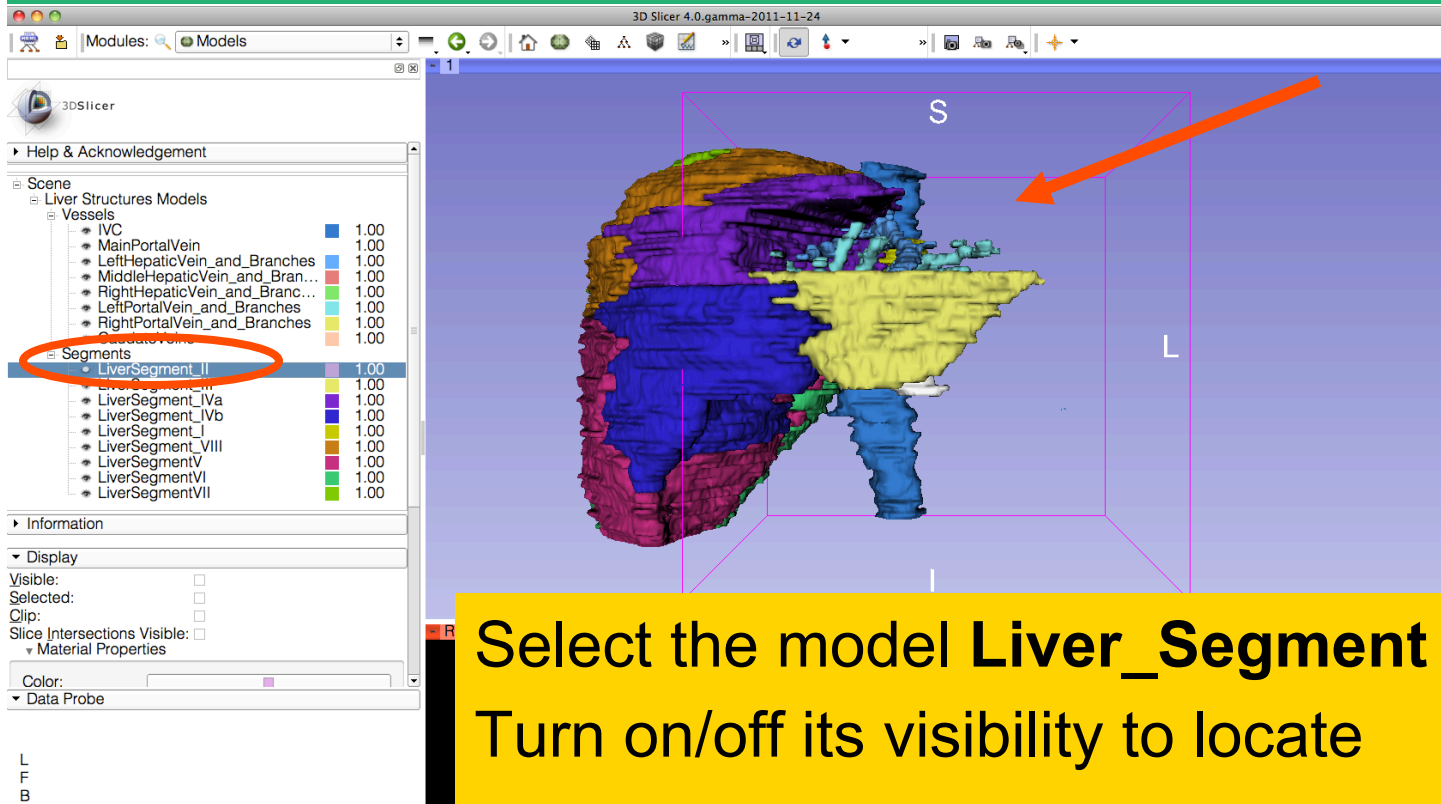 3D Slicer 4.0.gamma-2011-11-24
Modules: Models
1
3DSlicer
Help & Acknowledgement
Scene
Liver Structures Models
Vessels
IVC 1.00
MainPortalVein 1.00
LeftHepaticVein_and_Branches 1.00
MiddleHepaticVein_and_Bran... 1.00
RightHepaticVein_and_Branc... 1.00
LeftPortalVein_and_Branches 1.00
RightPortalVein_and_Branches 1.00
CaudateVeins 1.00
Segments
LiverSegment_II 1.00
LiverSegment_III 1.00
LiverSegment_IVa 1.00
LiverSegment_IVb 1.00
LiverSegment_I 1.00
LiverSegment_VIII 1.00
LiverSegmentV 1.00
LiverSegmentVI 1.00
LiverSegmentVII 1.00
Information
Display
Visible:
Selected:
Clip:
Slice Intersections Visible:
Material Properties
Color:
Data Probe
L
F
B
S
L
I
R
Select the model Liver_Segment
Turn on/off its visibility to locate